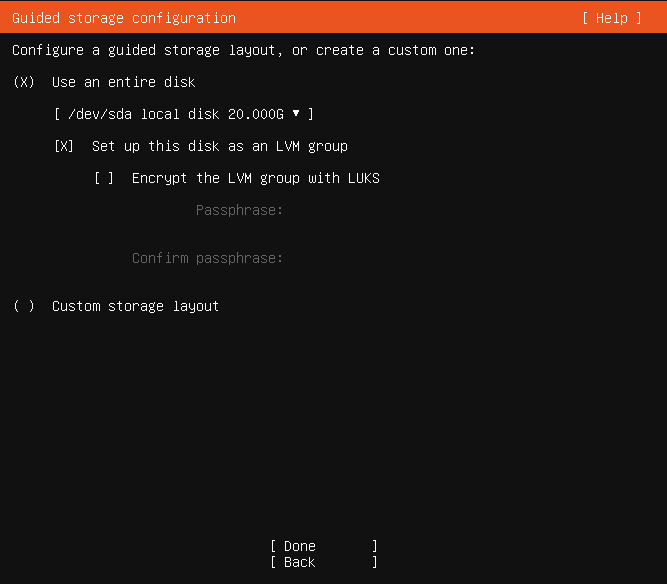 Guided storage configuration [ Help ]
Configure a guided storage layout, or create a custom one:
(X) Use an entire disk
[ /dev/sda local disk 20.000G ▾ ]
[X] Set up this disk as an LVM group
[ ] Encrypt the LVM group with LUKS
Passphrase:
Confirm passphrase:
( ) Custom storage layout
[ Done ]
[ Back ]